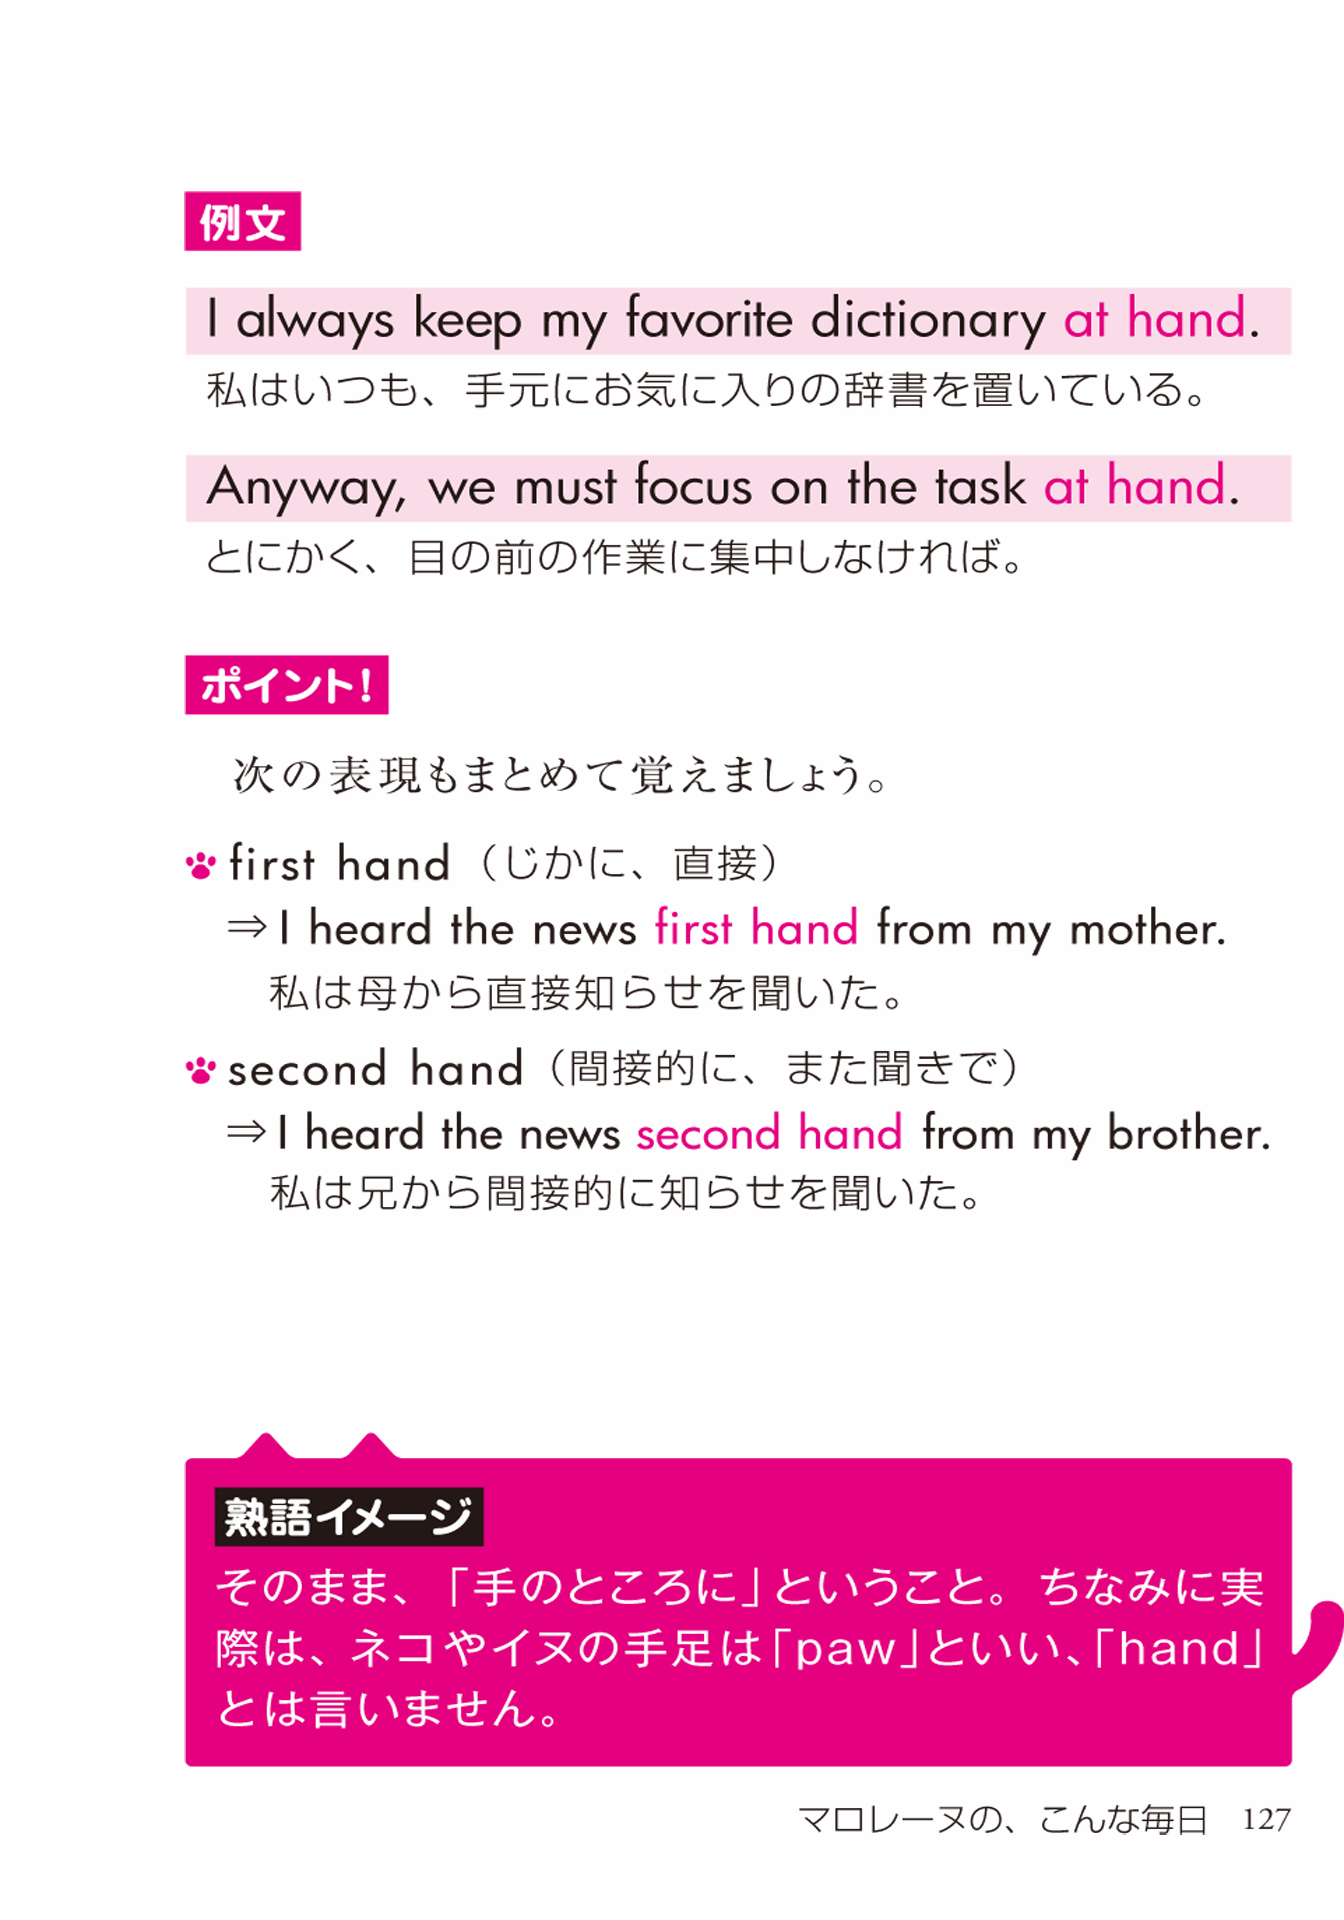 例文
I always keep my favorite dictionary at hand.
私はいつも、手元にお気に入りの辞書を置いている。
Anyway, we must focus on the task at hand.
とにかく、目の前の作業に集中しなければ。
ポイント！
次の表現もまとめて覚えましょう。
first hand（じかに、直接）
⇒I heard the news first hand from my mother.
私は母から直接知らせを聞いた。
second hand（間接的に、また聞きで）
⇒I heard the news second hand from my brother.
私は兄から間接的に知らせを聞いた。
熟語イメージ
そのまま、「手のところに」ということ。ちなみに実
際は、ネコやイヌの手足は「paw」といい、「hand」
とは言いません。
マロレーヌの、こんな毎日 127